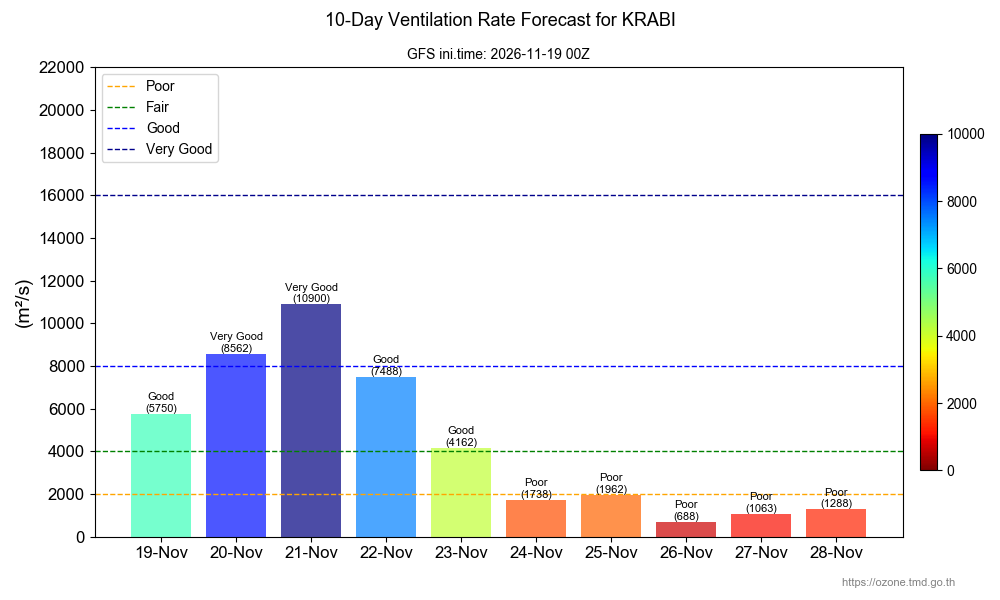 10-Day Ventilation Rate Forecast for KRABI
GFS ini.time: 2026-11-19 00Z
22000
20000
18000
16000
14000
12000
10000
8000
6000
4000
2000
0
(m²/s)
Poor
Fair
Good
Very Good
Good
(5750)
Very Good
(8562)
Very Good
(10900)
Good
(7488)
Good
(4162)
Poor
(1738)
Poor
(1962)
Poor
(688)
Poor
(1063)
Poor
(1288)
19-Nov
20-Nov
21-Nov
22-Nov
23-Nov
24-Nov
25-Nov
26-Nov
27-Nov
28-Nov
10000
8000
6000
4000
2000
0
https://ozone.tmd.go.th